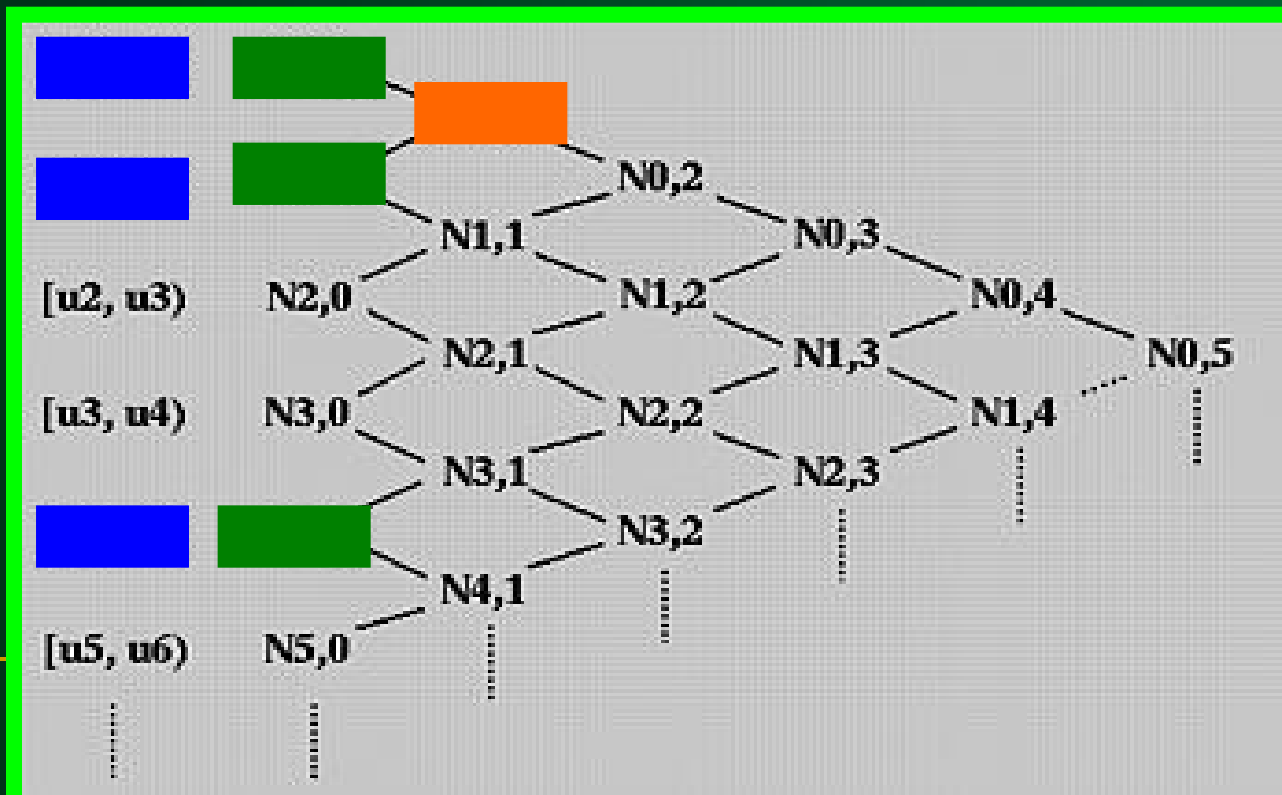 N0,2
N1,1 N0,3
[u2, u3) N2,0 N1,2 N0,4
N2,1 N1,3 N0,5
[u3, u4) N3,0 N2,2 N1,4
N3,1 N2,3
N3,2
N4,1
[u5, u6) N5,0